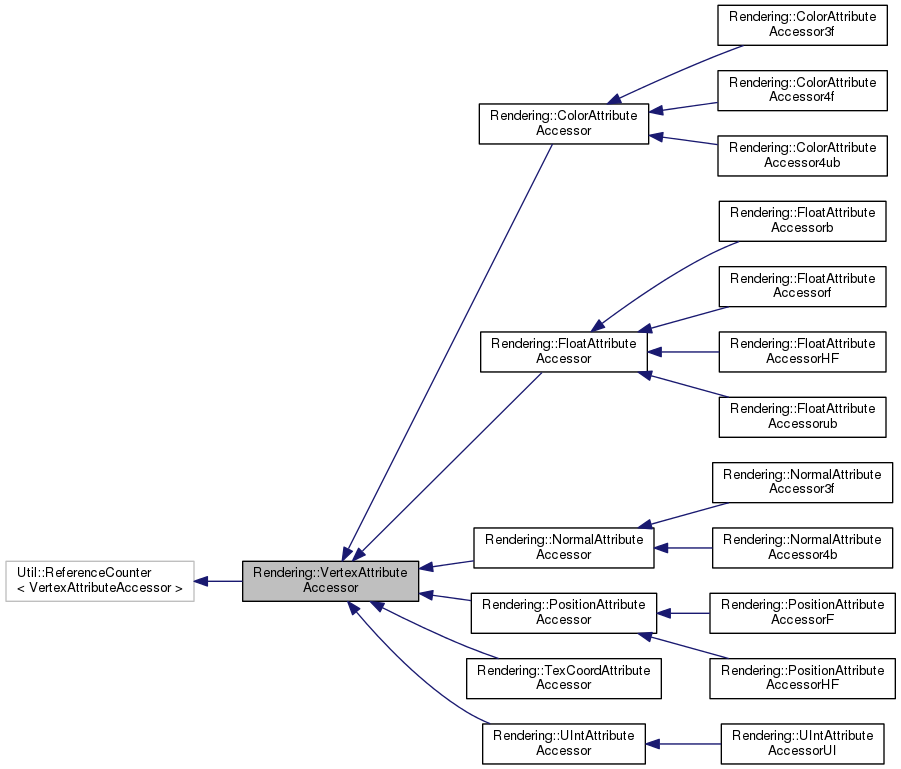 Rendering::ColorAttribute
Accessor3f
Rendering::ColorAttribute
Accessor4f
Rendering::ColorAttribute
Accessor
Rendering::ColorAttribute
Accessor4ub
Rendering::FloatAttribute
Accessorb
Rendering::FloatAttribute
Accessorf
Rendering::FloatAttribute
Accessor
Rendering::FloatAttribute
AccessorHF
Rendering::FloatAttribute
Accessorub
Rendering::NormalAttribute
Accessor3f
Rendering::NormalAttribute
Accessor
Rendering::NormalAttribute
Accessor4b
Util::ReferenceCounter
< VertexAttributeAccessor >
Rendering::VertexAttribute
Accessor
Rendering::PositionAttribute
Accessor
Rendering::PositionAttribute
AccessorF
Rendering::TexCoordAttribute
Accessor
Rendering::PositionAttribute
AccessorHF
Rendering::UIntAttribute
Accessor
Rendering::UIntAttribute
AccessorUI